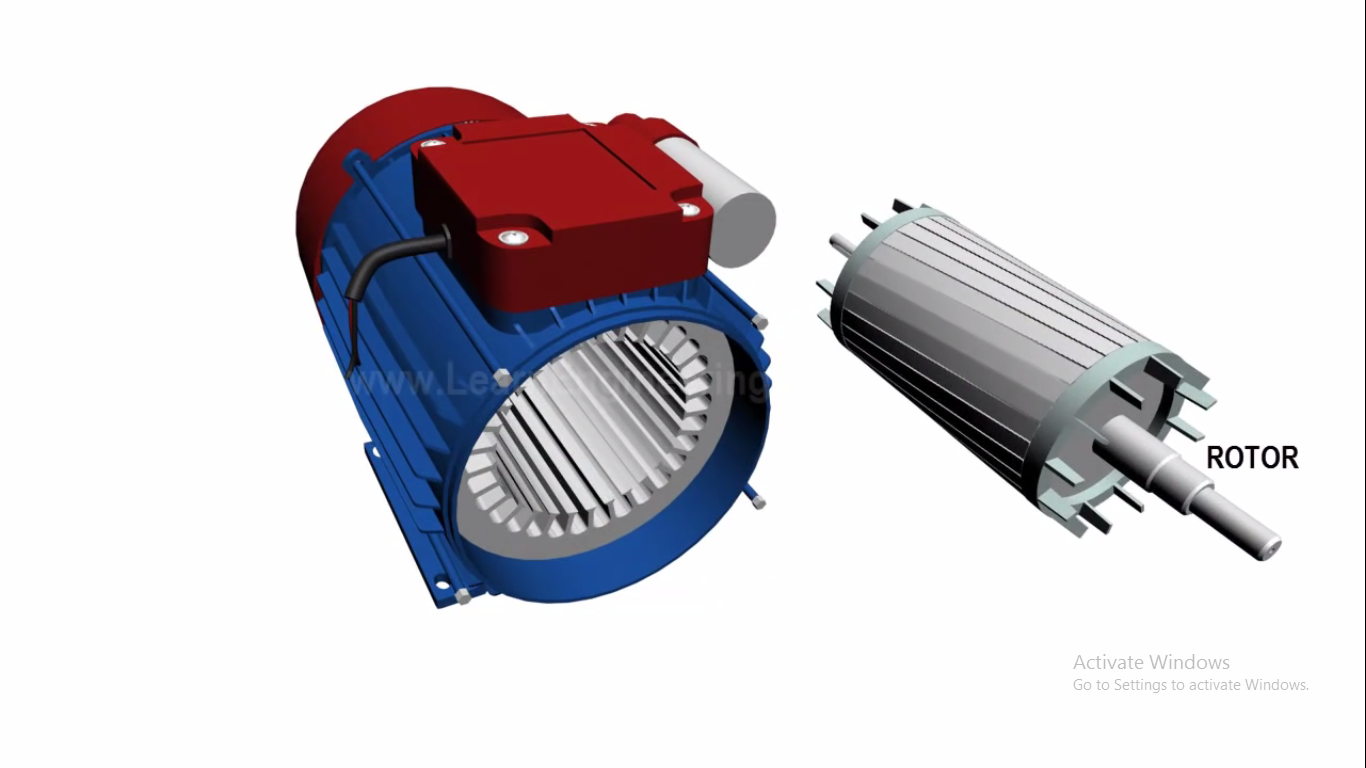 ROTOR
Activate Windows
Go to Settings to activate Windows.